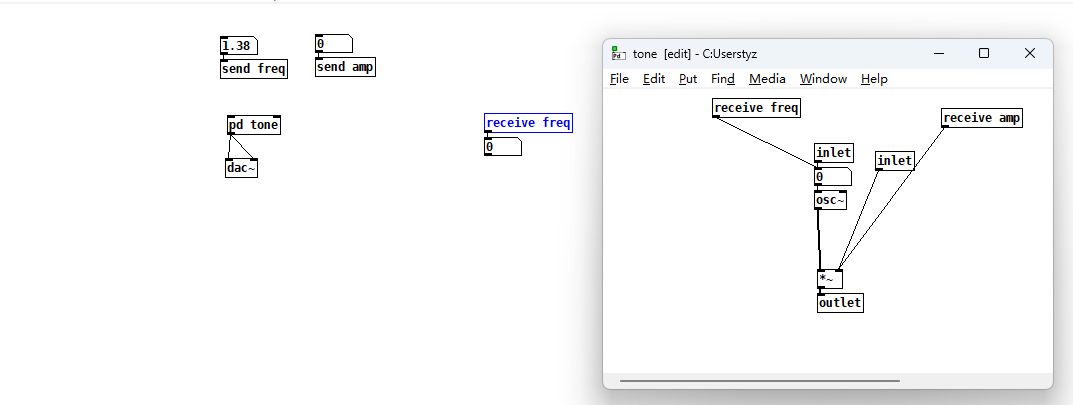 1.38
0
send freq
send amp
pd tone
dac~
receive freq
0
tone [edit] - C:Userstyz
File Edit Put Find Media Window Help
receive freq
receive amp
inlet
inlet
0
osc~
*~
outlet